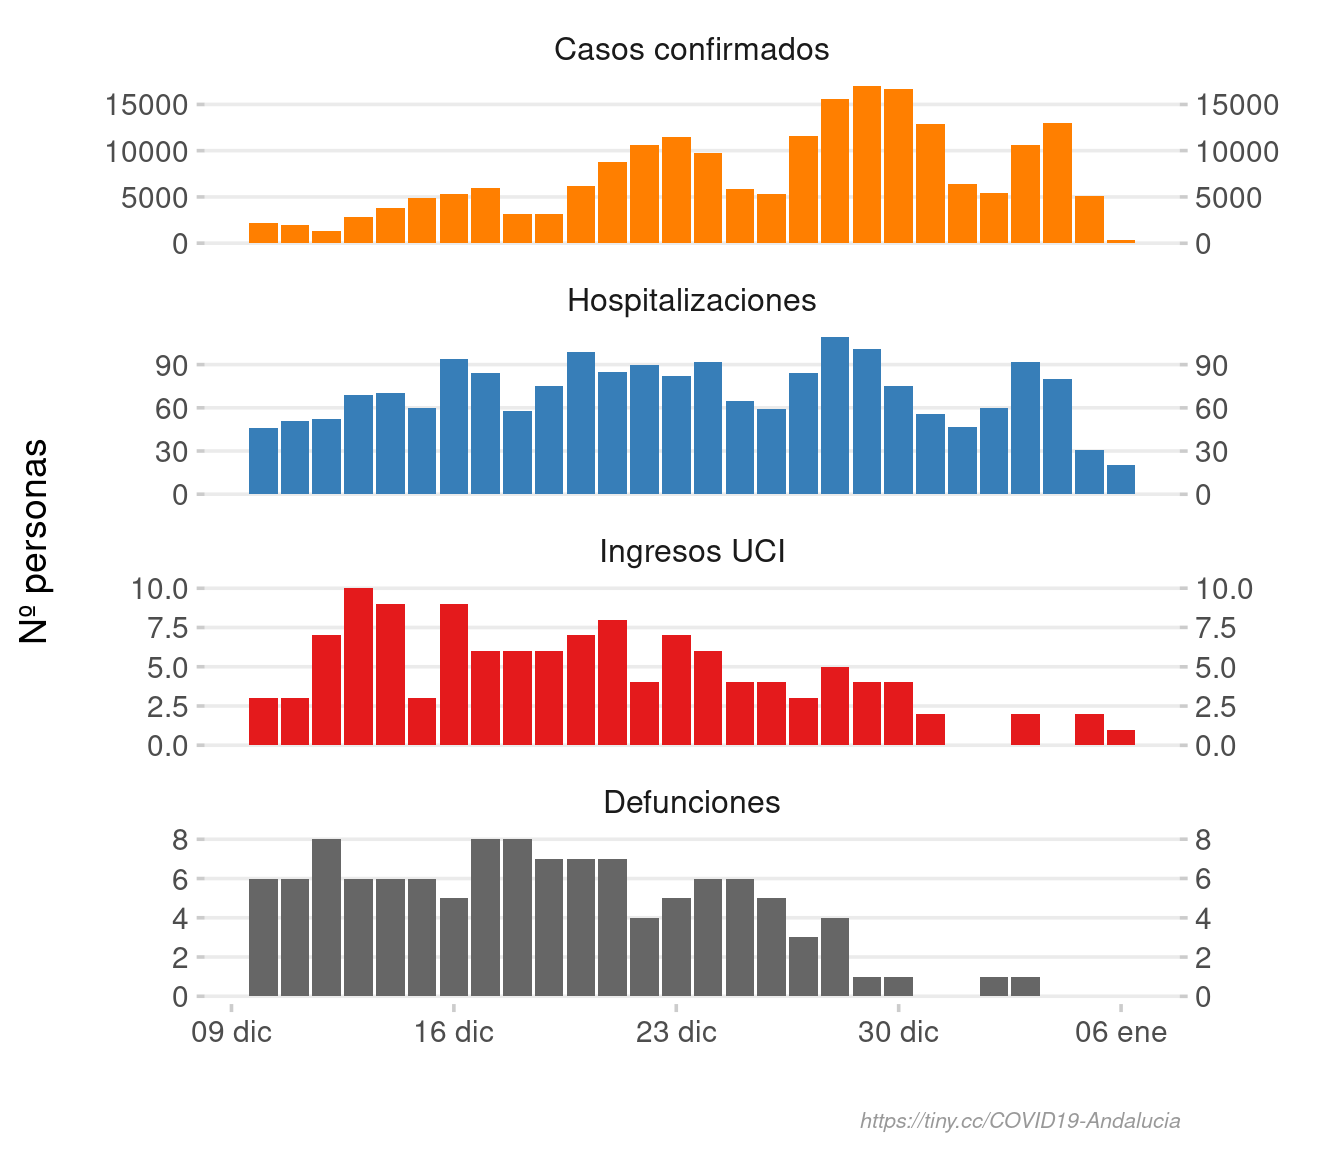 Casos confirmados
15000 15000
10000 10000
5000 5000
0 0
Hospitalizaciones
90 90
60 60
30 30
0 0
Nº personas
Ingresos UCI
10.0 10.0
7.5 7.5
5.0 5.0
2.5 2.5
0.0 0.0
Defunciones
8 8
6 6
4 4
2 2
0 0
09 dic 16 dic 23 dic 30 dic 06 ene
https://tiny.cc/COVID19-Andalucia